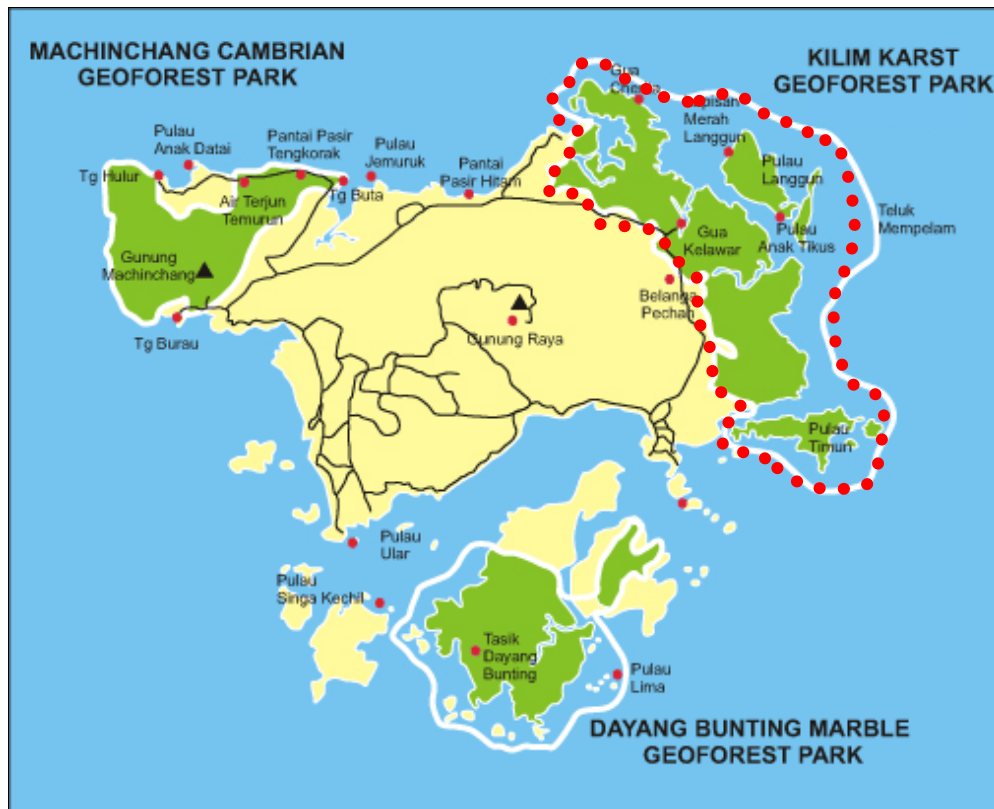 MACHINCHANG CAMBRIAN
GEOFOREST PARK
KILIM KARST
GEOFOREST PARK
Gua
Merah
Langgun
Pulau
Anak Datai
Pantai Pasir
Tengkorak
Pulau
Jemuruk
Pantai
Pasir Hitam
Tg Hulur
Air Terjun
Temurun
Tg Buta
Pulau
Langgun
Teluk
Mempelam
Gua
Kelawar
Pulau
Anak Tikus
Gunung
Machinchang
Belanga
Pechah
Tg Burau
Gunung Raya
Pulau
Timun
Pulau
Ular
Pulau
Singa Kechil
Tasik
Dayang
Bunting
Pulau
Lima
DAYANG BUNTING MARBLE
GEOFOREST PARK